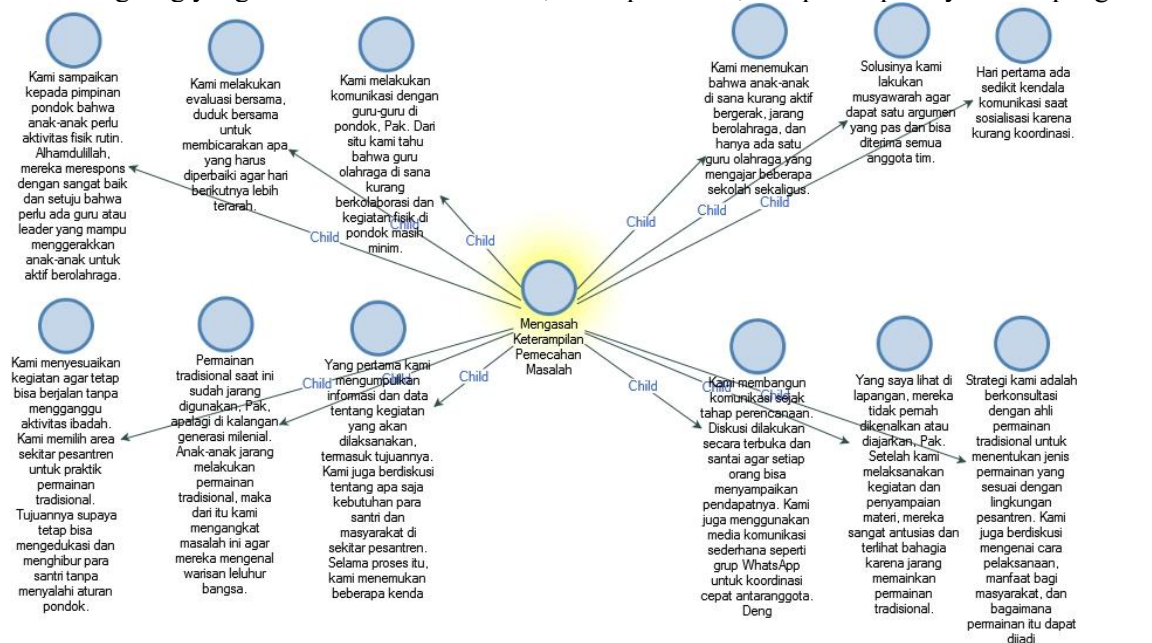 Kami sampaikan
kepada pimpinan
pondok bahwa
anak-anak perlu
aktivitas fisik rutin.
Alhamdulillah,
mereka merespons
dengan sangat baik
dan setuju bahwa
perlu ada guru atau
leader yang mampu
menggerakkan
anak-anak untuk
aktif berolahraga.
Kami melakukan
evaluasi bersama,
duduk bersama
untuk
membicarakan apa
yang harus
diperbaiki agar hari
berikutnya lebih
terarah.
Kami melakukan
komunikasi dengan
guru-guru di
pondok, Pak. Dari
situ kami tahu
bahwa guru
olahraga di sana
kurang
berkolaborasi dan
kegiatan fisik di
pondok masih
minim.
Kami menemukan
bahwa anak-anak
di sana kurang aktif
bergerak, jarang
berolahraga, dan
hanya ada satu
guru olahraga yang
mengajar beberapa
sekolah sekaligus.
Solusinya kami
lakukan
musyawarah agar
dapat satu argumen
yang pas dan bisa
diterima semua
anggota tim.
Hari pertama ada
sedikit kendala
komunikasi saat
sosialisasi karena
kurang koordinasi.
Child
Child
Child
Child
Child
Child
Mengasah
Keterampilan
Pemecahan
Masalah
Child
Child
Child
Child
Child
Child
Kami menyesuaikan
kegiatan agar tetap
bisa berjalan tanpa
mengganggu
aktivitas ibadah.
Kami memilih area
sekitar pesantren
untuk praktik
permainan
tradisional.
Tujuannya supaya
tetap bisa
mengedukasi dan
menghibur para
santri tanpa
menyalahi aturan
pondok.
Permainan
tradisional saat ini
sudah jarang
digunakan, Pak,
apalagi di kalangan
generasi milenial.
Anak-anak jarang
melakukan
permainan
tradisional, maka
dari itu kami
mengangkat
masalah ini agar
mereka mengenal
warisan leluhur
bangsa.
Yang pertama kami
mengumpulkan
informasi dan data
tentang kegiatan
yang akan
dilaksanakan,
termasuk tujuannya.
Kami juga berdiskusi
tentang apa saja
kebutuhan para
santri dan
masyarakat di
sekitar pesantren.
Selama proses itu,
kami menemukan
beberapa kenda
Kami membangun
komunikasi sejak
tahap perencanaan.
Diskusi dilakukan
secara terbuka dan
santai agar setiap
orang bisa
menyampaikan
pendapatnya. Kami
juga menggunakan
media komunikasi
sederhana seperti
grup WhatsApp
untuk koordinasi
cepat antaranggota.
Deng
Yang saya lihat di
lapangan, mereka
tidak pernah
dikenalkan atau
diajarkan, Pak.
Setelah kami
melaksanakan
kegiatan dan
penyampaian
materi, mereka
sangat antusias dan
terlihat bahagia
karena jarang
memainkan
permainan
tradisional.
Strategi kami adalah
berkonsultasi
dengan ahli
permainan
tradisional untuk
menentukan jenis
permainan yang
sesuai dengan
lingkungan
pesantren. Kami
juga berdiskusi
mengenai cara
pelaksanaan,
manfaat bagi
masyarakat, dan
bagaimana
permainan itu dapat
dijadi